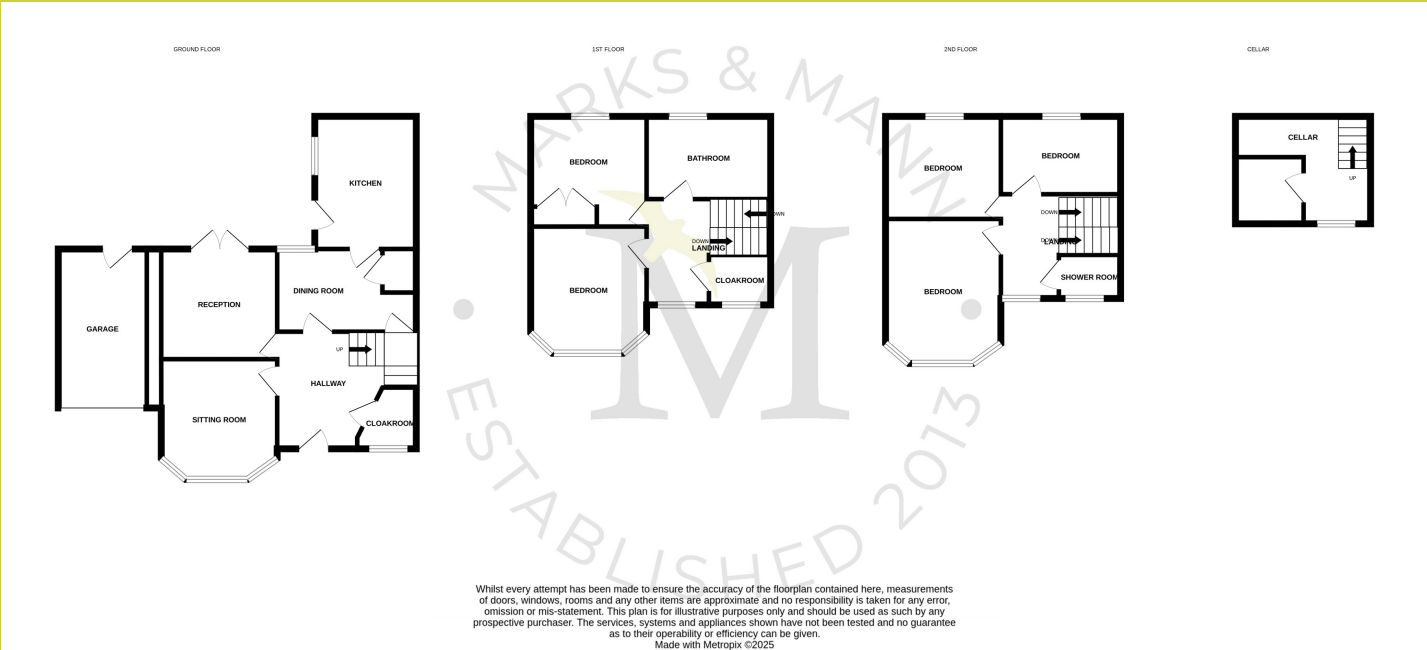 GROUND FLOOR
1ST FLOOR
2ND FLOOR
CELLAR
KITCHEN
RECEPTION
DINING ROOM
GARAGE
UP
HALLWAY
SITTING ROOM
CLOAKROOM
BEDROOM
BATHROOM
DOWN
DOWN
LANDING
CLOAKROOM
BEDROOM
BEDROOM
BEDROOM
DOWN
DOWN
LANDING
SHOWER ROOM
BEDROOM
CELLAR
UP
MARKS & MANN
M
ESTABLISHED 2013
Whilst every attempt has been made to ensure the accuracy of the floorplan contained here, measurements
of doors, windows, rooms and any other items are approximate and no responsibility is taken for any error,
omission or mis-statement. This plan is for illustrative purposes only and should be used as such by any
prospective purchaser. The services, systems and appliances shown have not been tested and no guarantee
as to their operability or efficiency can be given.
Made with Metropix ©2025